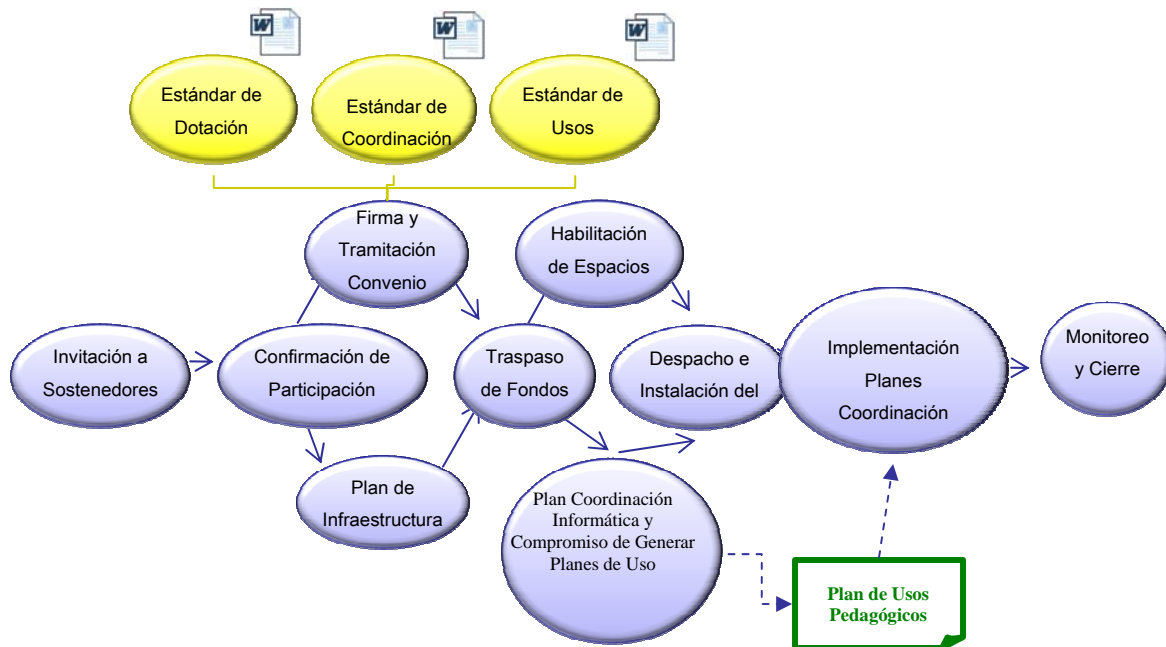 Estándar de
Dotación
Estándar de
Coordinación
Estándar de
Usos
Firma y
Tramitación
Convenio
Habilitación
de Espacios
Invitación a
Sostenedores
Confirmación de
Participación
Traspaso
de Fondos
Despacho e
Instalación del
Implementación
Planes
Coordinación
Monitoreo
y Cierre
Plan de
Infraestructura
Plan Coordinación
Informática y
Compromiso de Generar
Planes de Uso
Plan de Usos
Pedagógicos